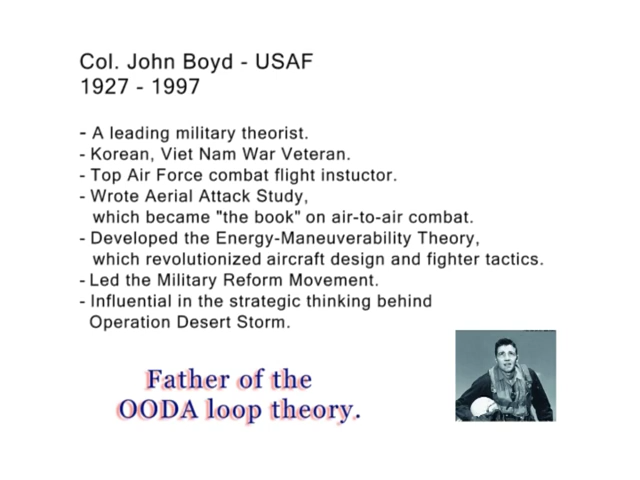 Col. John Boyd - USAF
1927 - 1997
- A leading military theorist.
- Korean, Viet Nam War Veteran.
- Top Air Force combat flight instuctor.
- Wrote Aerial Attack Study,
which became "the book" on air-to-air combat.
- Developed the Energy-Maneuverability Theory,
which revolutionized aircraft design and fighter tactics.
- Led the Military Reform Movement.
- Influential in the strategic thinking behind
Operation Desert Storm.
Father of the
OODA loop theory.